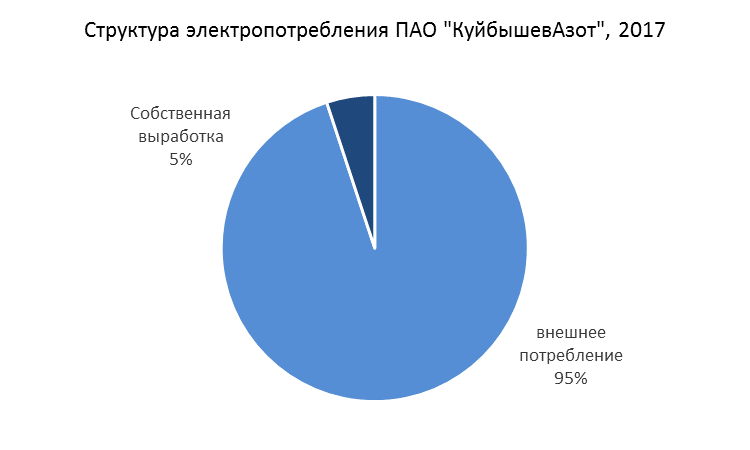 Структура электропотребления ПАО "КуйбышевАзот", 2017
Собственная
выработка
5%
внешнее
потребление
95%